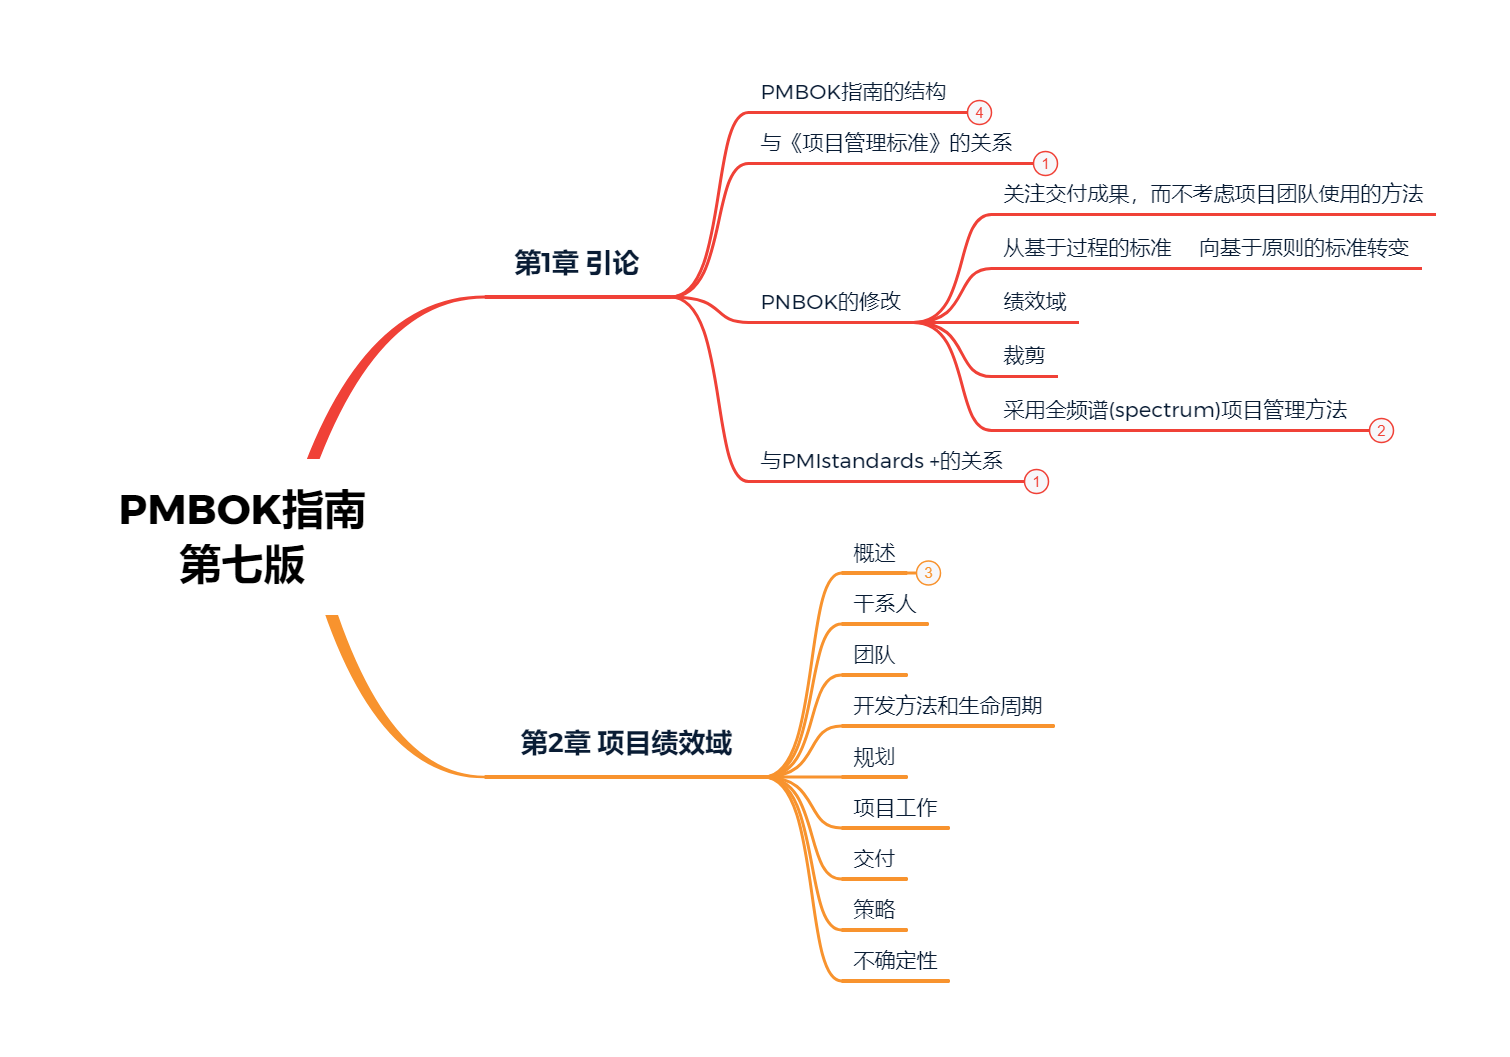 PMBOK指南
第七版
第1章 引论
PMBOK指南的结构
4
与《项目管理标准》的关系
1
PNBOK的修改
关注交付成果，而不考虑项目团队使用的方法
从基于过程的标准 向基于原则的标准转变
绩效域
裁剪
采用全频谱(spectrum)项目管理方法
2
与PMIstandards +的关系
1
第2章 项目绩效域
概述
3
干系人
团队
开发方法和生命周期
规划
项目工作
交付
策略
不确定性